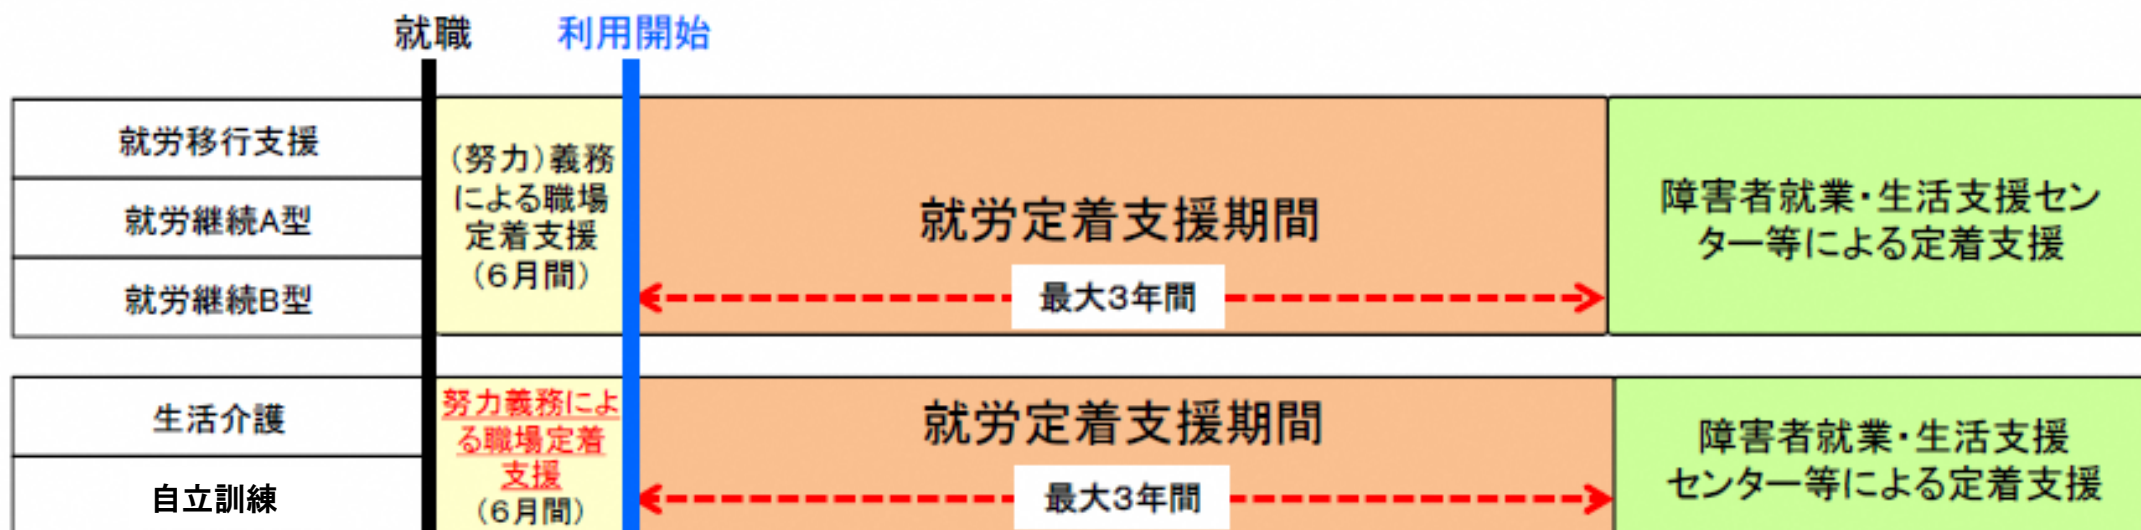 就職
利用開始
就労移行支援
就労継続A型
就労継続B型
(努力)義務
による職場
定着支援
(6月間)
就労定着支援期間
最大3年間
障害者就業・生活支援セン
ター等による定着支援
生活介護
自立訓練
努力義務によ
る職場定着
支援
(6月間)
就労定着支援期間
最大3年間
障害者就業・生活支援
センター等による定着支援